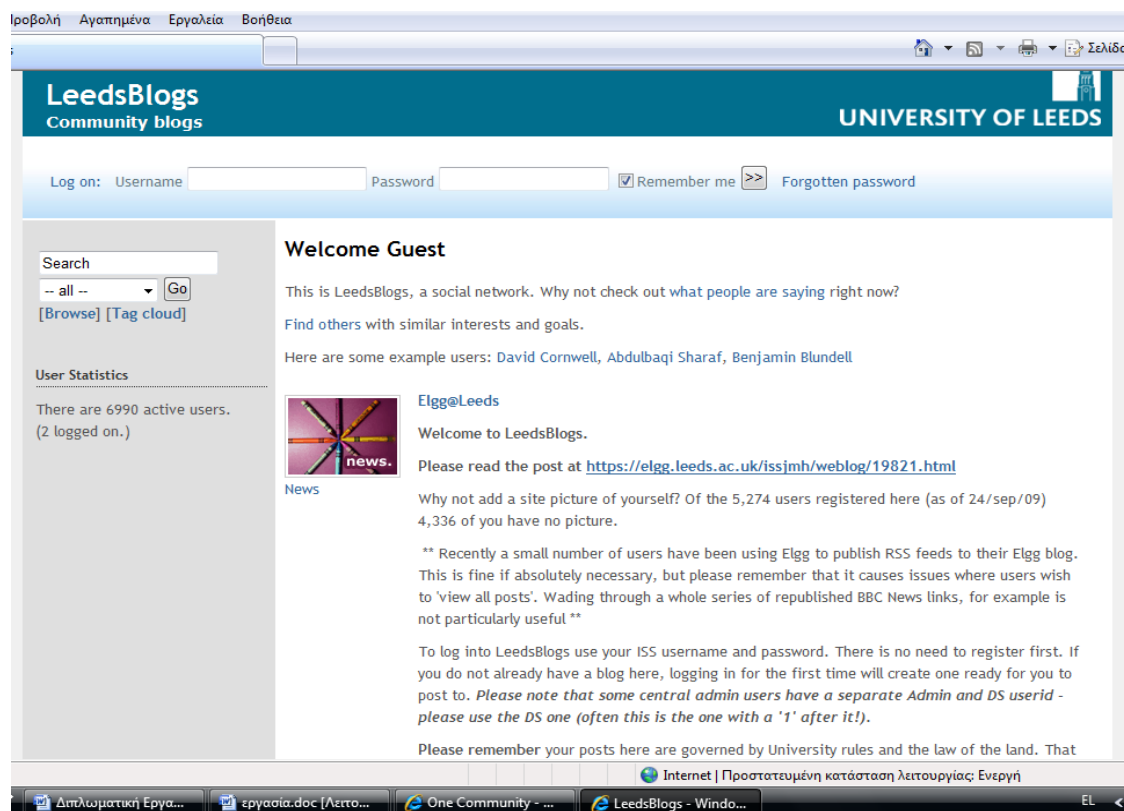 Προβολή Αγαπημένα Εργαλεία Βοήθεια
Σελίδα
LeedsBlogs
Community blogs
UNIVERSITY OF LEEDS
Log on: Username Password Remember me >> Forgotten password
Search
-- all -- Go
[Browse] [Tag cloud]
User Statistics
There are 6990 active users.
(2 logged on.)
Welcome Guest
This is LeedsBlogs, a social network. Why not check out what people are saying right now?
Find others with similar interests and goals.
Here are some example users: David Cornwell, Abdulbaqi Sharaf, Benjamin Blundell
news.
News
Elgg@Leeds
Welcome to LeedsBlogs.
Please read the post at https://elgg.leeds.ac.uk/issjmh/weblog/19821.html
Why not add a site picture of yourself? Of the 5,274 users registered here (as of 24/sep/09)
4,336 of you have no picture.
** Recently a small number of users have been using Elgg to publish RSS feeds to their Elgg blog.
This is fine if absolutely necessary, but please remember that it causes issues where users wish
to 'view all posts'. Wading through a whole series of republished BBC News links, for example is
not particularly useful **
To log into LeedsBlogs use your ISS username and password. There is no need to register first. If
you do not already have a blog here, logging in for the first time will create one ready for you to
post to. Please note that some central admin users have a separate Admin and DS userid -
please use the DS one (often this is the one with a '1' after it!).
Please remember your posts here are governed by University rules and the law of the land. That
Internet | Προστατευμένη κατάσταση λειτουργίας: Ενεργή
Διπλωματική Εργα... εργασία.doc [Λειτο... One Community - ... LeedsBlogs - Windo... EL <